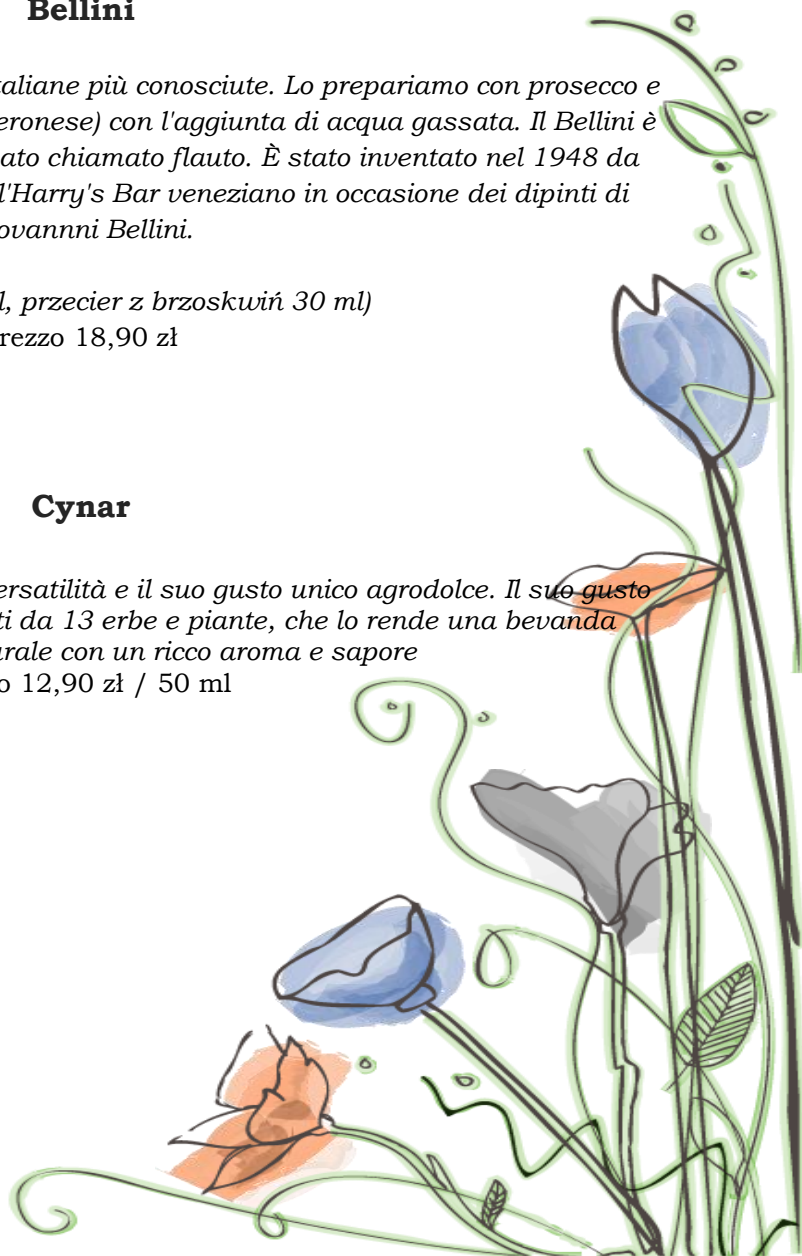 Bellini
taliane più conosciute. Lo prepariamo con prosecco e
eronese) con l'aggiunta di acqua gassata. Il Bellini è
ato chiamato flauto. È stato inventato nel 1948 da
l'Harry's Bar veneziano in occasione dei dipinti di
ovannni Bellini.
l, przecier z brzoskwiń 30 ml)
rezzo 18,90 zł
Cynar
ersatilità e il suo gusto unico agrodolce. Il suo gusto
ti da 13 erbe e piante, che lo rende una bevanda
urale con un ricco aroma e sapore
o 12,90 zł / 50 ml